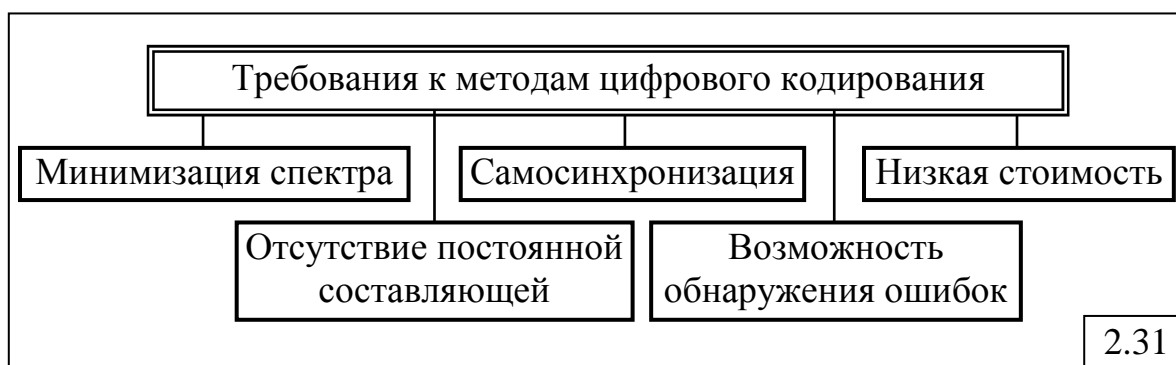 Требования к методам цифрового кодирования
Минимизация спектра
Самосинхронизация
Низкая стоимость
Отсутствие постоянной
составляющей
Возможность
обнаружения ошибок
2.31